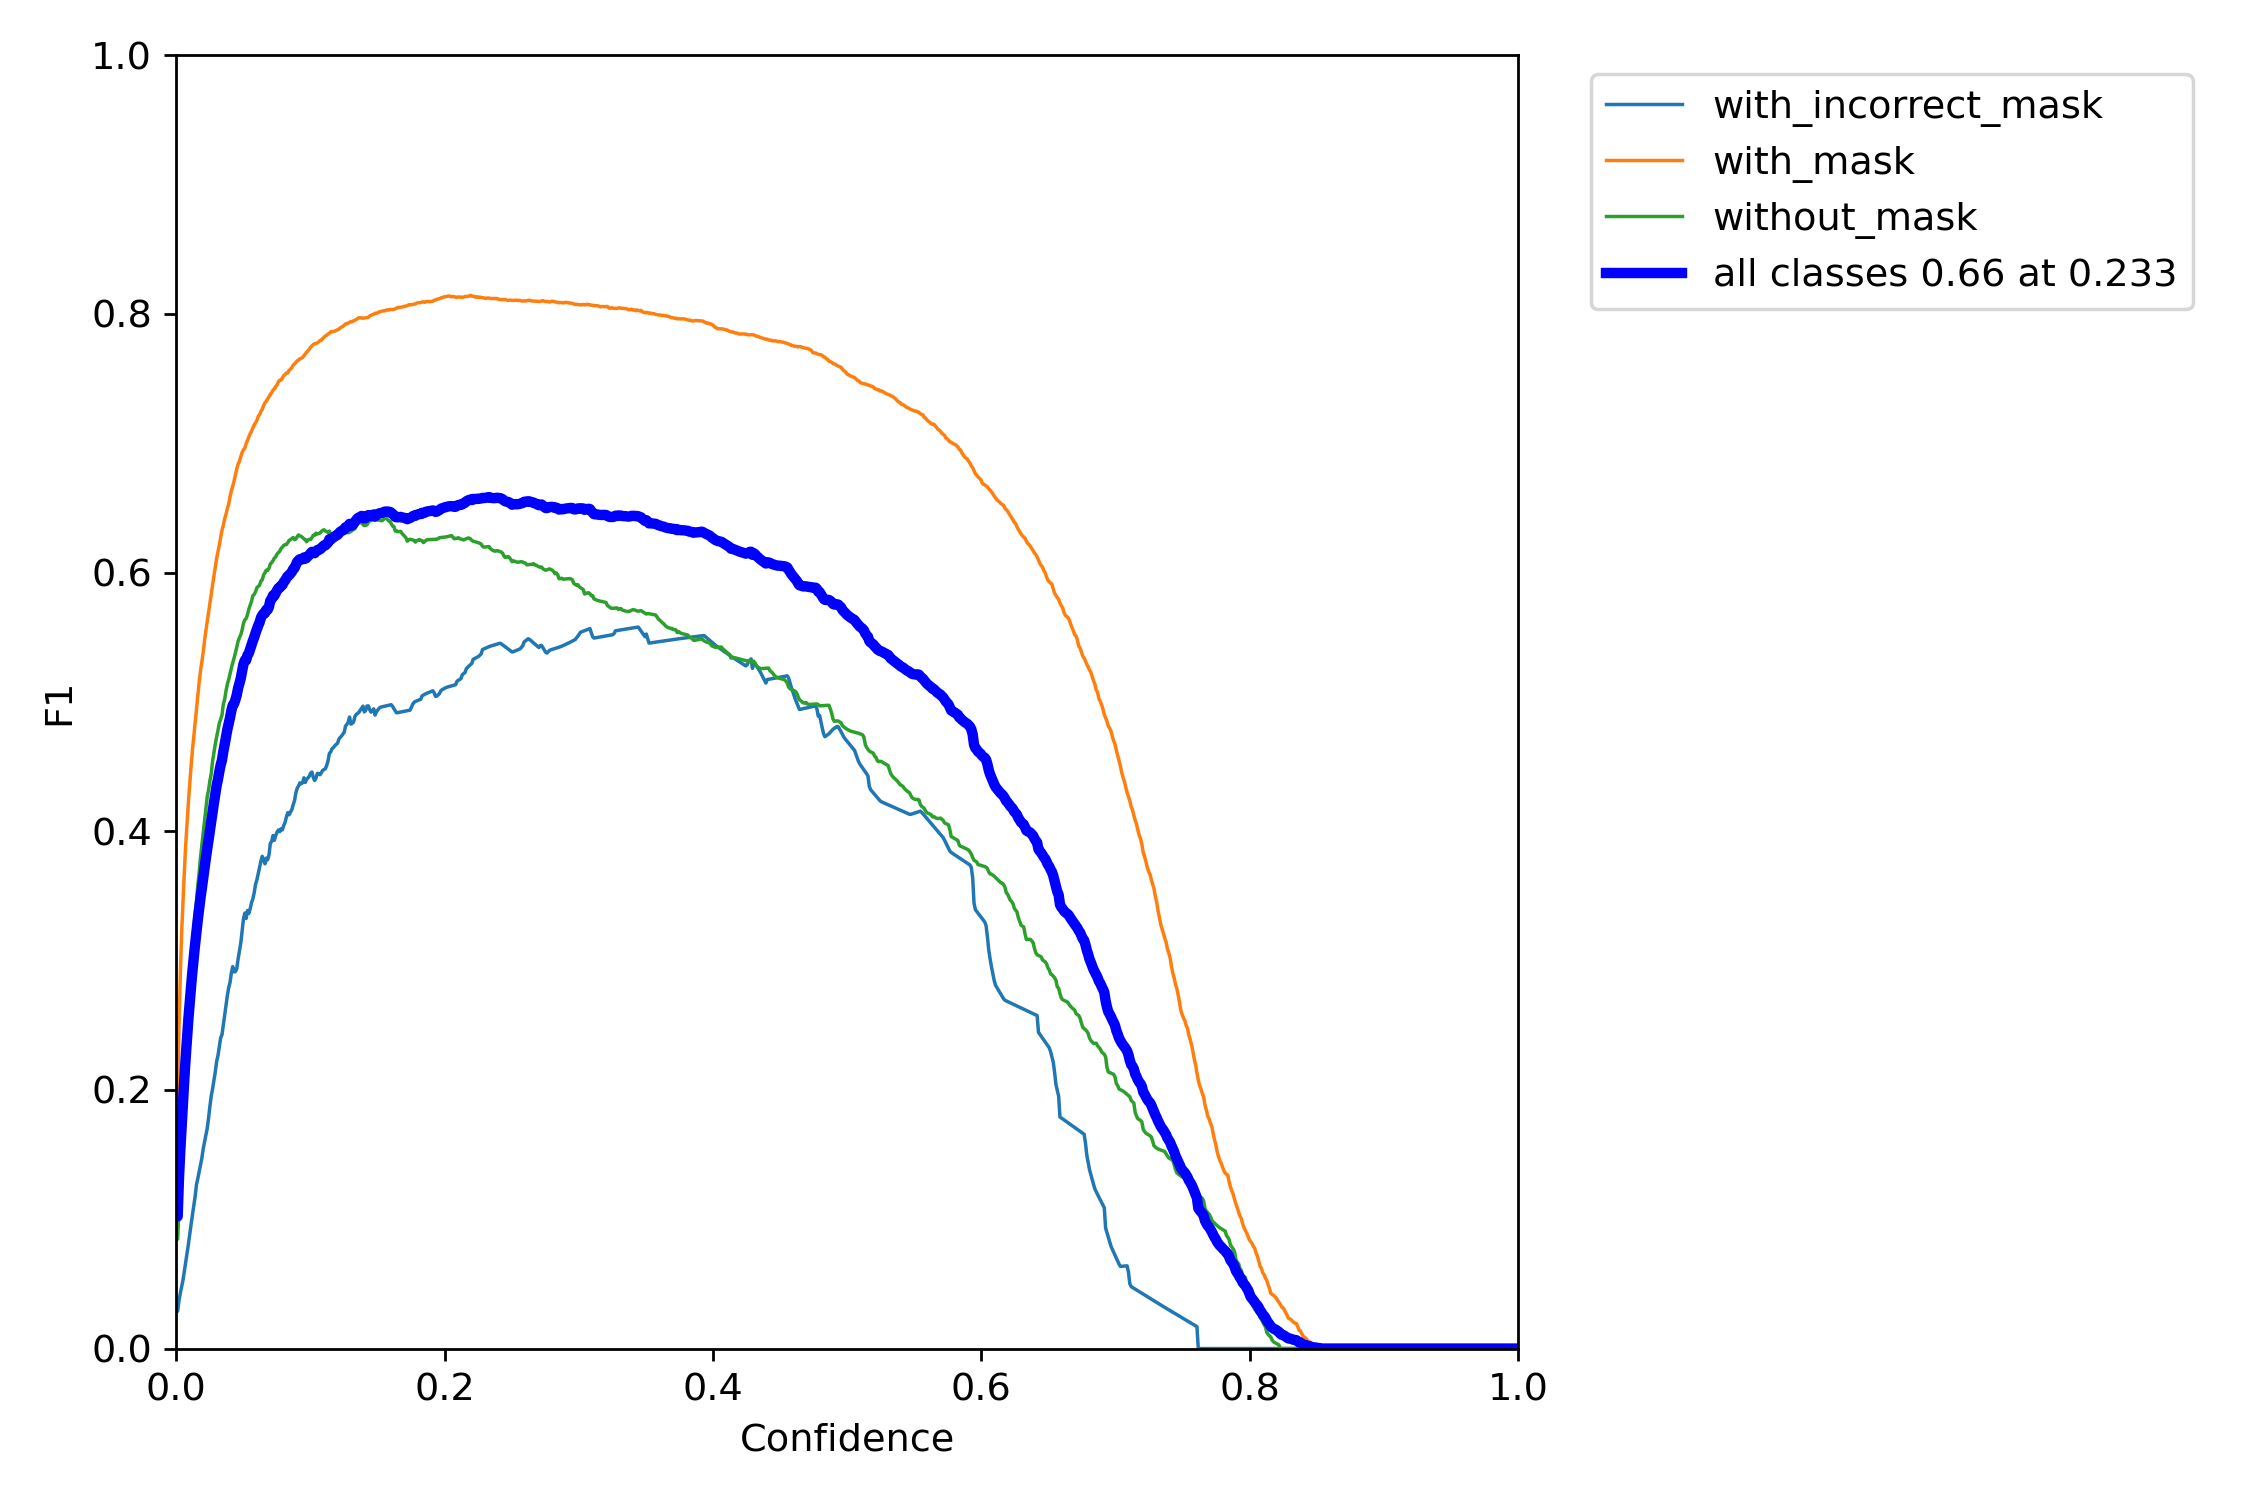 1.0
0.8
0.6
0.4
0.2
0.0
F1
0.0 0.2 0.4 0.6 0.8 1.0
Confidence
with_incorrect_mask
with_mask
without_mask
all classes 0.66 at 0.233